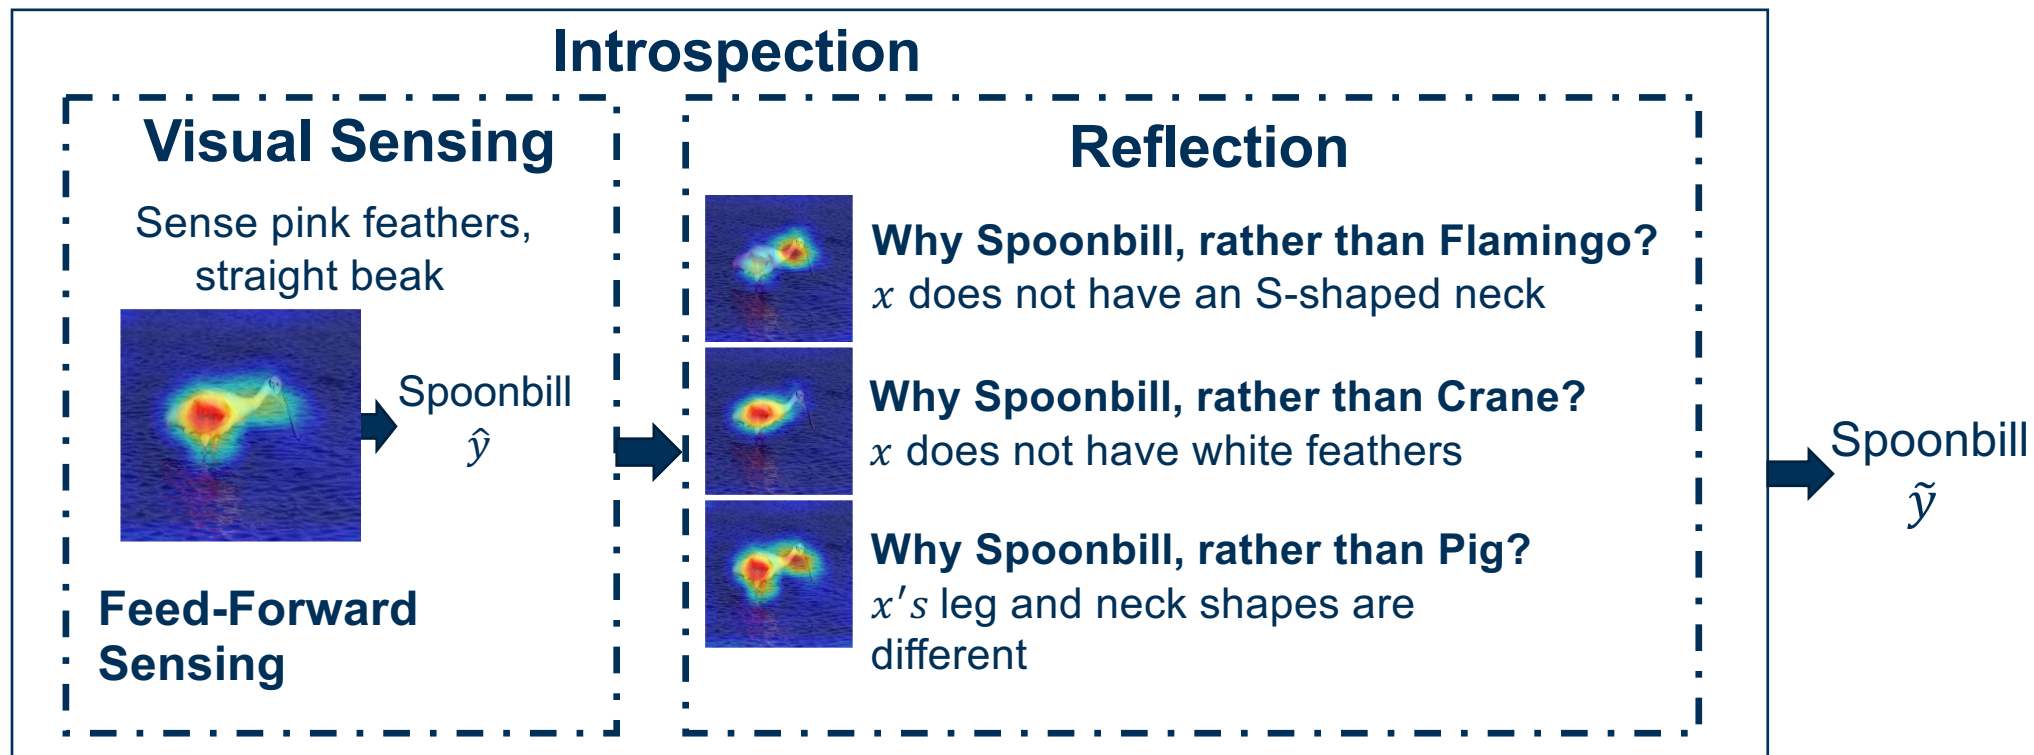 Introspection
Visual Sensing
Sense pink feathers,
straight beak
Spoonbill
ŷ
Feed-Forward
Sensing
Reflection
Why Spoonbill, rather than Flamingo?
x does not have an S-shaped neck
Why Spoonbill, rather than Crane?
x does not have white feathers
Why Spoonbill, rather than Pig?
x′s leg and neck shapes are
different
Spoonbill
ỹ